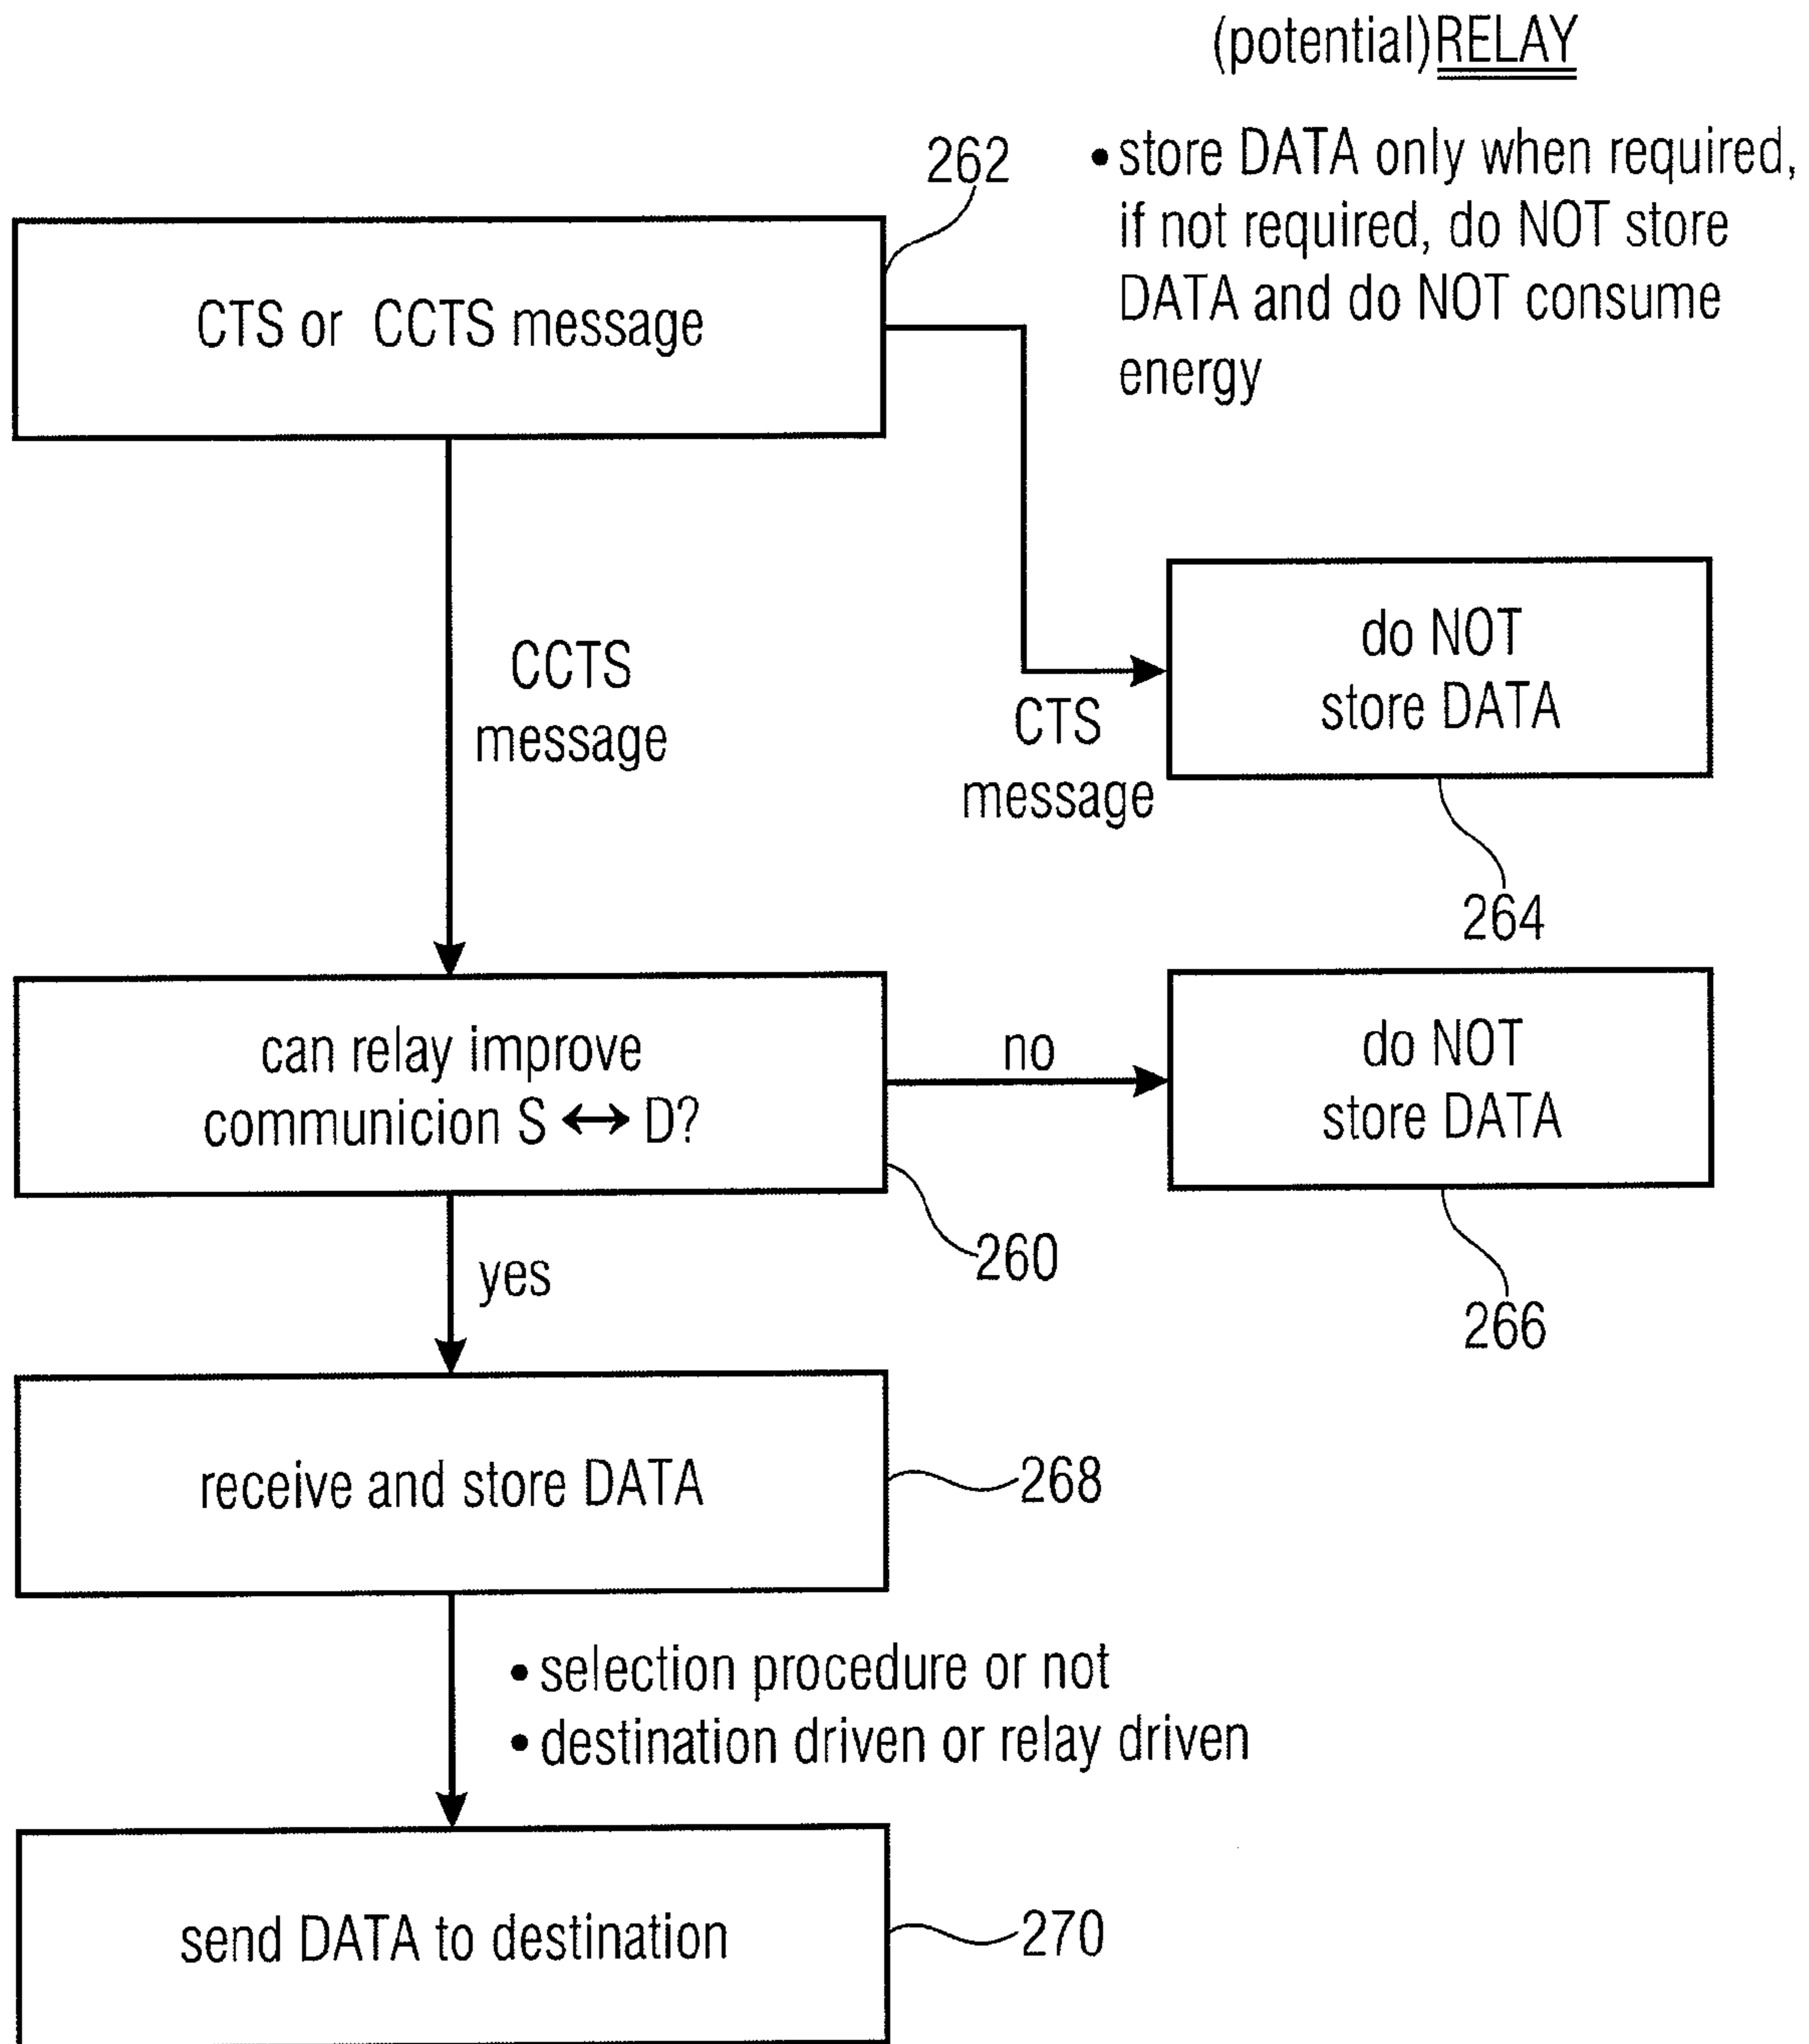 (potential)RELAY
262
• store DATA only when required,
if not required, do NOT store
DATA and do NOT consume
energy
CTS or CCTS message
CCTS
message
CTS
message
do NOT
store DATA
264
can relay improve
communicion S ↔ D?
no
do NOT
store DATA
260
266
yes
receive and store DATA
268
• selection procedure or not
• destination driven or relay driven
send DATA to destination
270